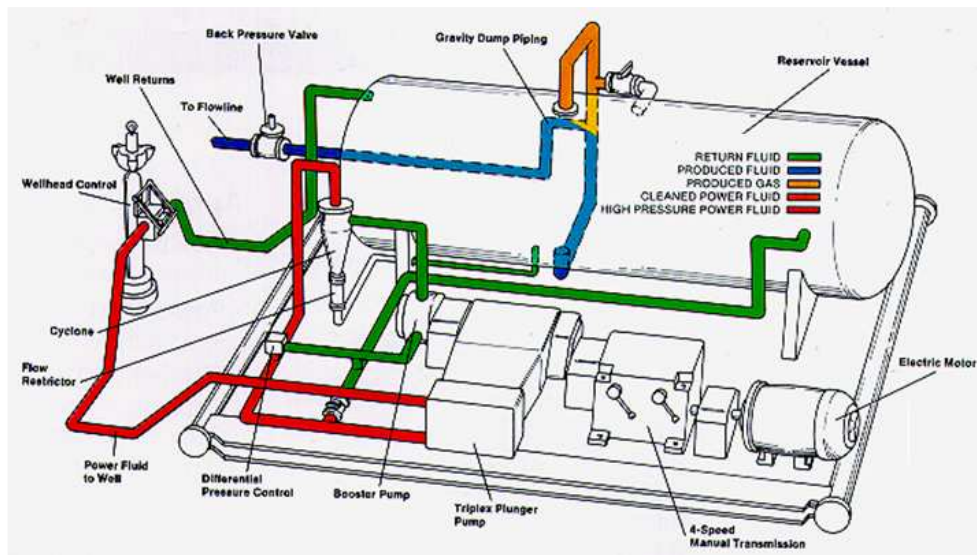 Back Pressure Valve
Gravity Dump Piping
Reservoir Vessel
Well Returns
To Flowline
RETURN FLUID
PRODUCED FLUID
PRODUCED GAS
CLEANED POWER FLUID
HIGH PRESSURE POWER FLUID
Wellhead Control
Cyclone
Flow
Restrictor
Electric Motor
Power Fluid
to Well
Differential
Pressure Control
Booster Pump
Triplex Plunger
Pump
4-Speed
Manual Transmission